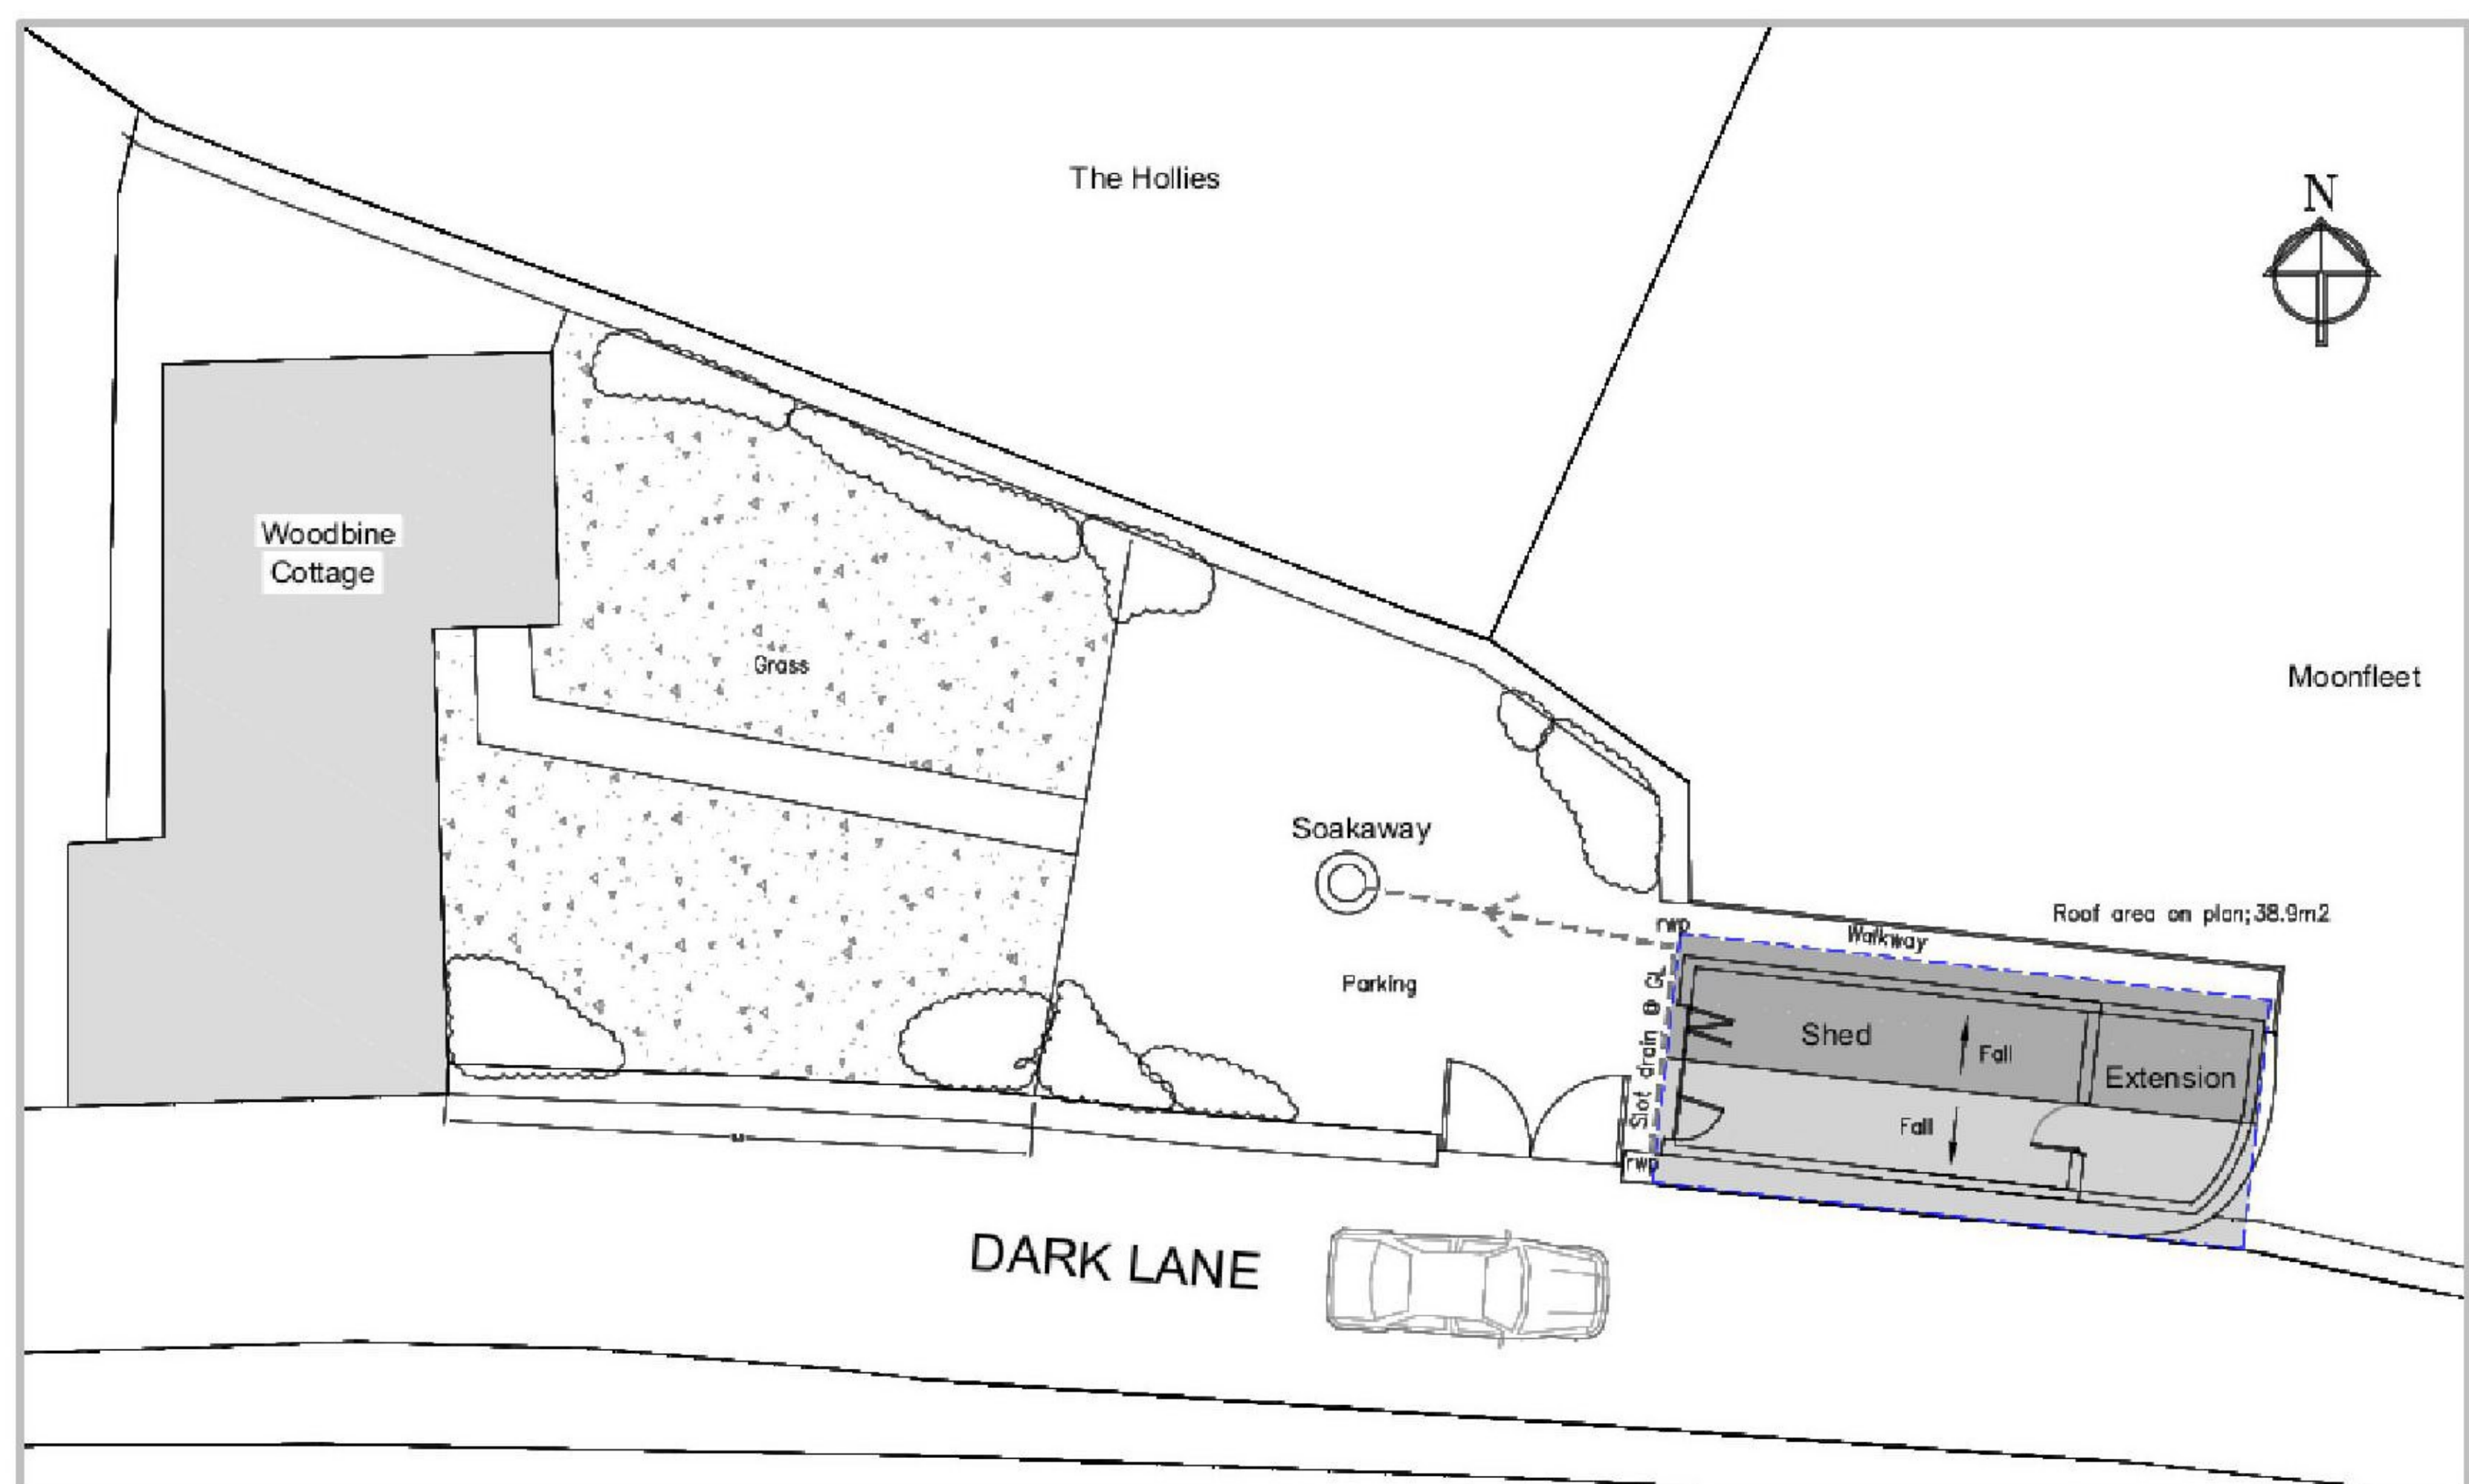 The Hollies
N
Woodbine
Cottage
Grass
Moonfleet
Soakaway
Roof area on plan;38.9m2
rwp
Walkway
Parking
Slot drain @ GL
Shed
Fall
Extension
Fall
rwp
DARK LANE